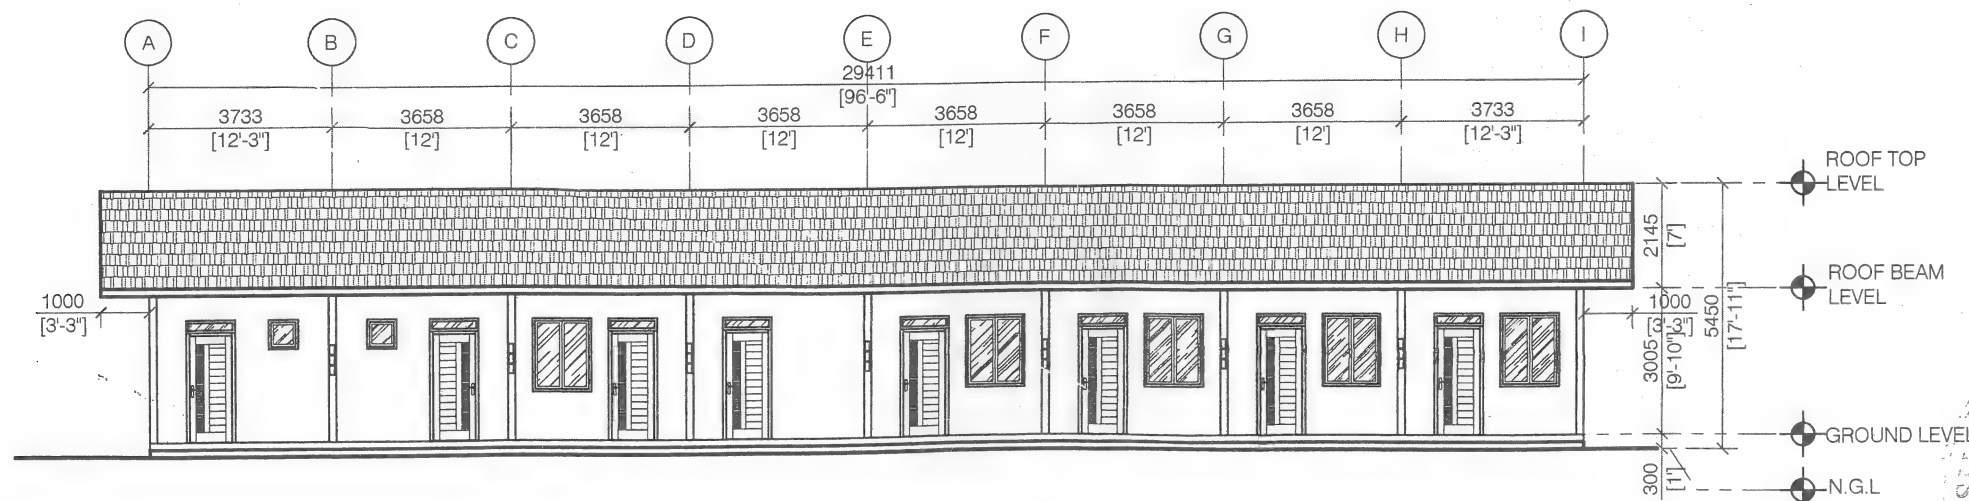 A B C D E F G H I
29411
[96'-6"]
3733 3658 3658 3658 3658 3658 3658 3733
[12'-3"] [12'] [12'] [12'] [12'] [12'] [12'] [12'-3"]
ROOF TOP
LEVEL
2145
[7']
ROOF BEAM
LEVEL
1000
[3'-3"]
1000
[3'-3"]
3005
[9'-10"]
5450
[17'-11"]
GROUND LEVEL
300
[1']
N.G.L